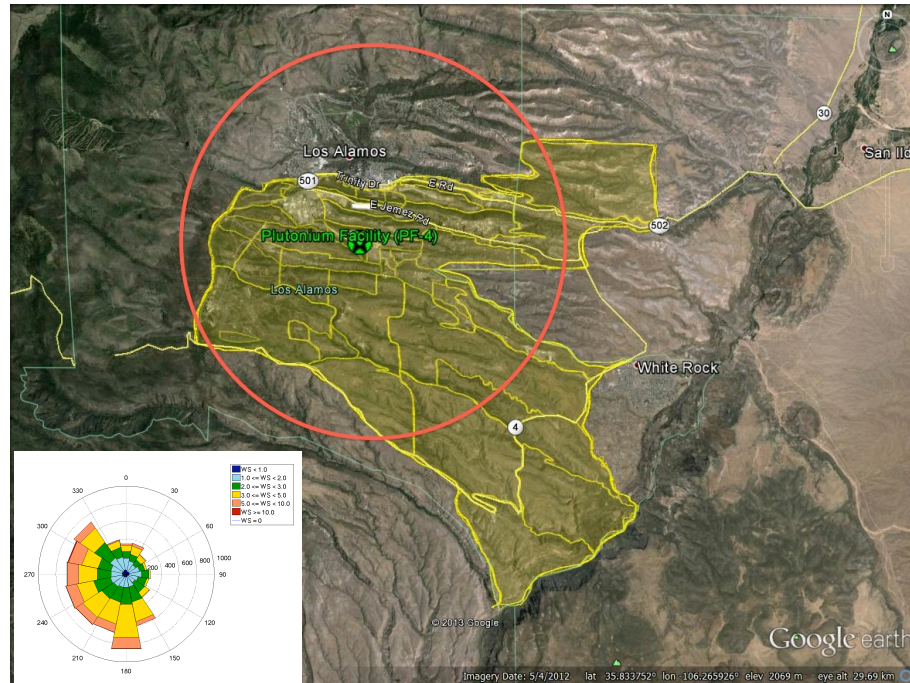 N
30
Los Alamos
San Ild
501
Trinity Dr
E Rd
E Jemez Rd
502
Plutonium Facility (PF-4)
Los Alamos
White Rock
4
WS < 1.0
1.0 <= WS < 2.0
2.0 <= WS < 3.0
3.0 <= WS < 5.0
5.0 <= WS < 10.0
WS >= 10.0
WS = 0
0
330
30
300
60
200 400 600 800 1000
270
90
240
120
210
150
180
© 2013 Google
Google earth
Imagery Date: 5/4/2012 lat 35.833752° lon -106.265926° elev 2069 m eye alt 29.69 km